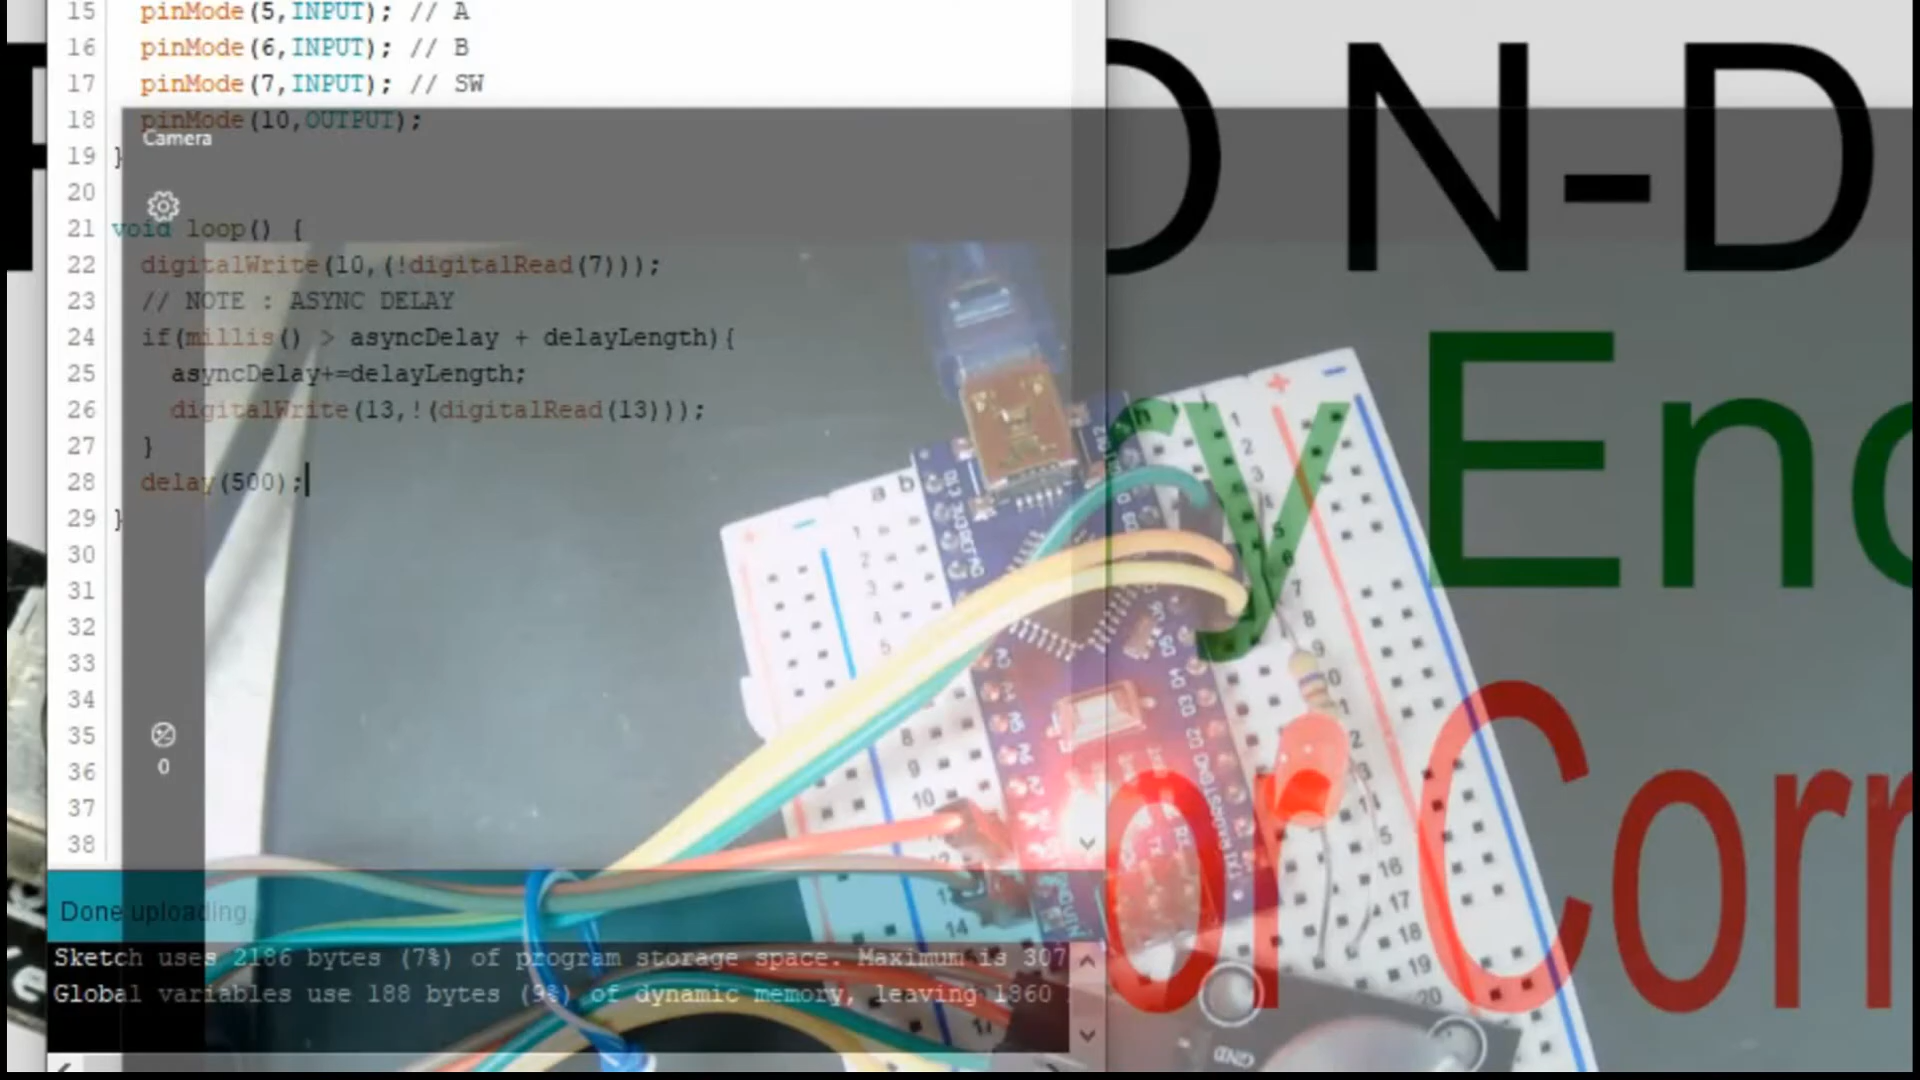 15 pinMode(5,INPUT); // A
16 pinMode(6,INPUT); // B
17 pinMode(7,INPUT); // SW
18 pinMode(10,OUTPUT);
Camera
19 }
20
21 void loop() {
22 digitalWrite(10,(!digitalRead(7)));
23 // NOTE : ASYNC DELAY
24 if(millis() > asyncDelay + delayLength){
25 asyncDelay+=delayLength;
26 digitalWrite(13,!(digitalRead(13)));
27 }
28 delay(500);
29 }
30
31
32
33
34
35
0
36
37
38
Done uploading.
Sketch uses 2186 bytes (7%) of program storage space. Maximum is 307
Global variables use 188 bytes (9%) of dynamic memory, leaving 1860
O N-D
y Enc
or Corr
GND